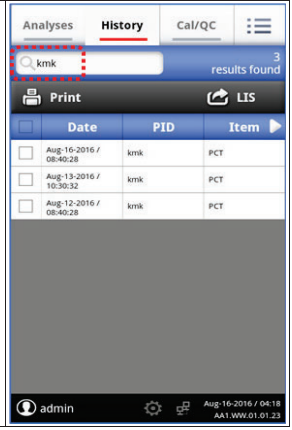 Analyses History Cal/QC
kmk
3
results found
Print LIS
Date PID Item
Aug-16-2016 / kmk PCT
08:40:28
Aug-13-2016 / kmk PCT
10:30:32
Aug-12-2016 / kmk PCT
08:40:28
admin Aug-16-2016 / 04:18
AA1.WW.01.01.23